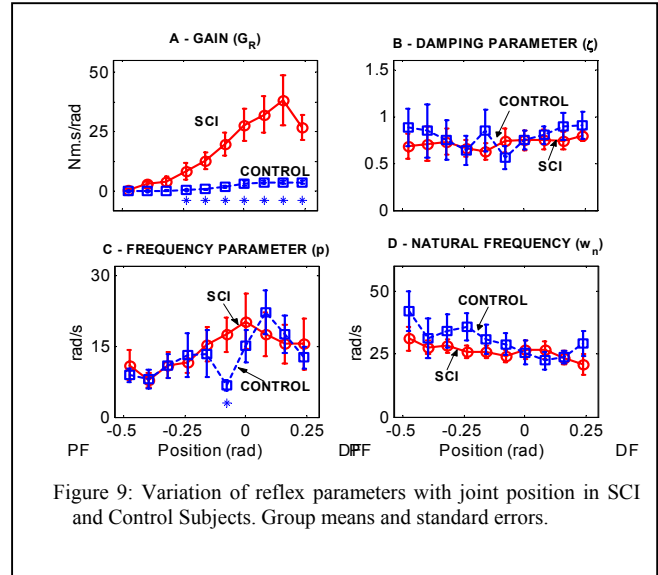 A - GAIN (G_R)
Nm.s/rad
50
25
0
SCI
CONTROL
* * * * * * *
B - DAMPING PARAMETER (ζ)
1.5
1
0.5
0
CONTROL
SCI
C - FREQUENCY PARAMETER (p)
rad/s
30
15
0
SCI
CONTROL
*
-0.5 -0.25 0 0.25
PF Position (rad) DF
D - NATURAL FREQUENCY (w_n)
rad/s
50
25
0
CONTROL
SCI
-0.5 -0.25 0 0.25
PF Position (rad) DF
Figure 9: Variation of reflex parameters with joint position in SCI
and Control Subjects. Group means and standard errors.